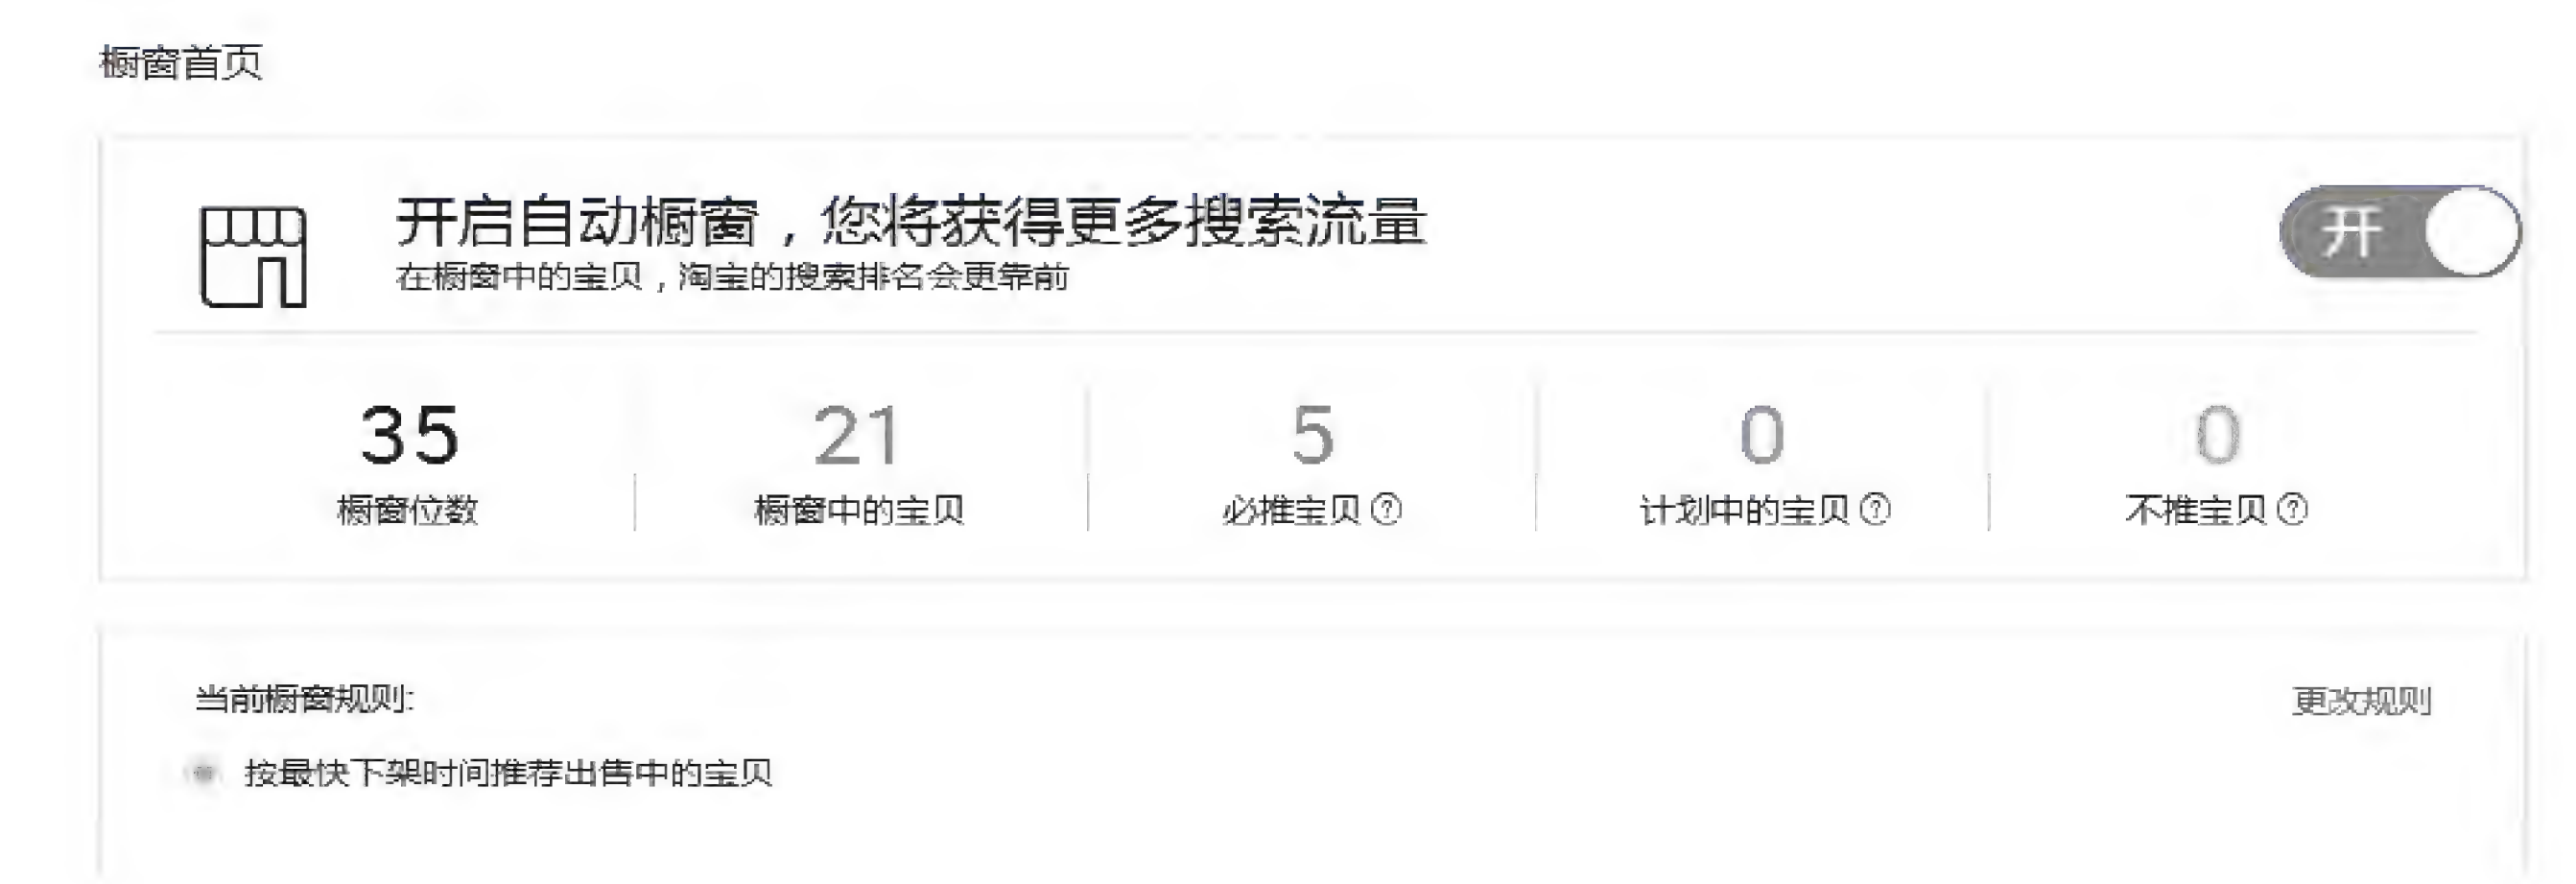 橱窗首页
开启自动橱窗，您将获得更多搜索流量
开
在橱窗中的宝贝，淘宝的搜索排名会更靠前
35 21 5 0 0
橱窗位数 橱窗中的宝贝 必推宝贝? 计划中的宝贝? 不推宝贝?
当前橱窗规则: 更改规则
按最快下架时间推荐出售中的宝贝